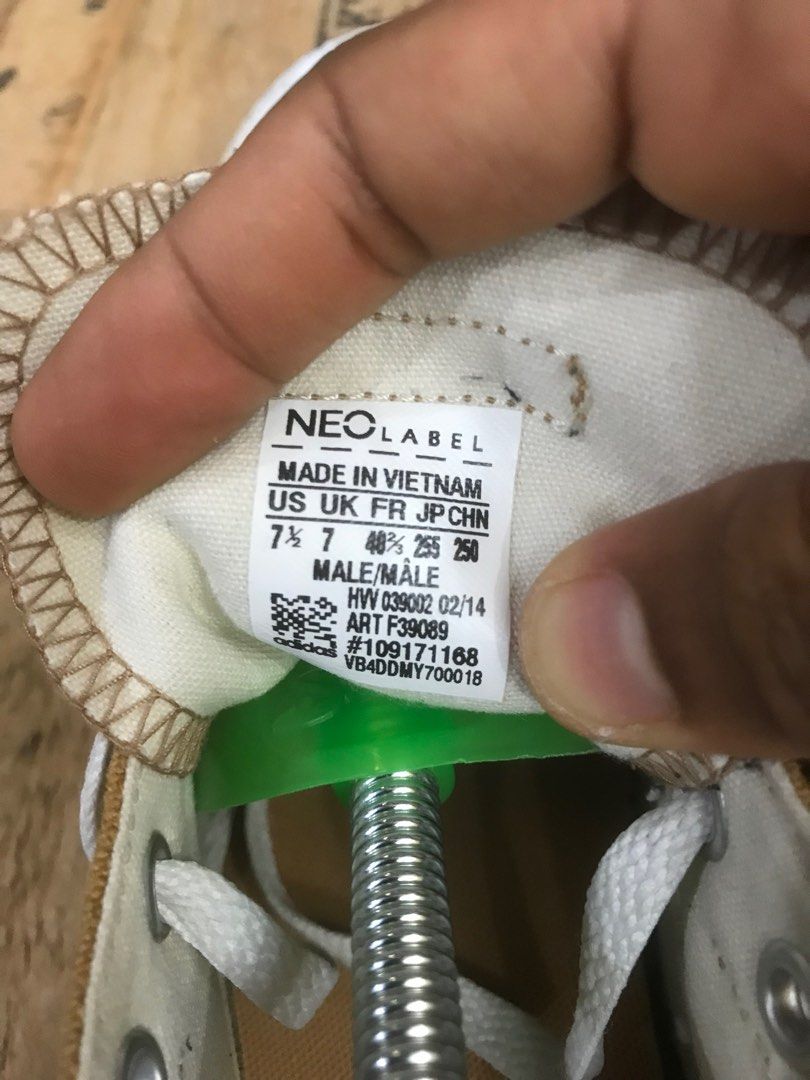 NEO LABEL
MADE IN VIETNAM
US UK FR JP CHN
7½ 7 40⅔ 255 250
MALE/MÂLE
HVV 039002 02/14
ART F39089
adidas
#109171168
VB4DDMY700018